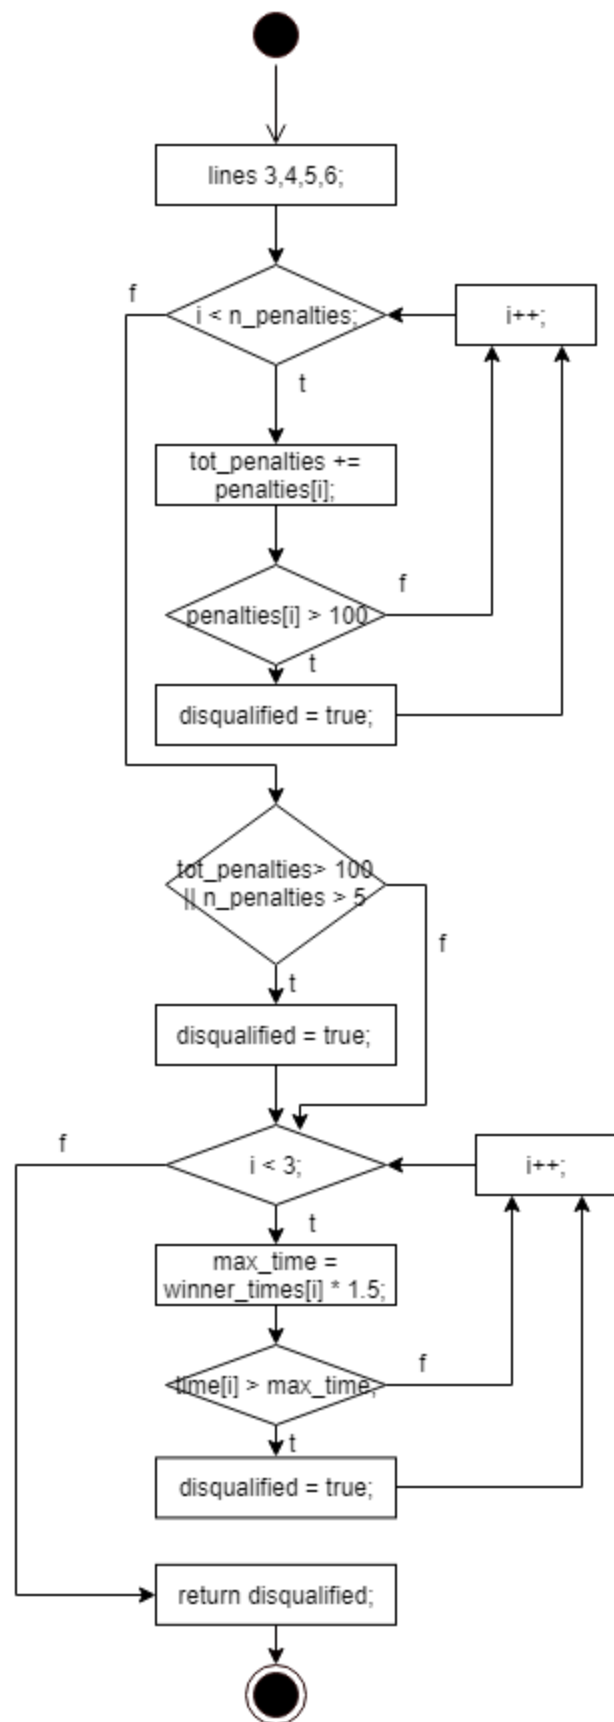 lines 3,4,5,6;
f
i < n_penalties;
i++;
t
tot_penalties +=
penalties[i];
f
penalties[i] > 100
t
disqualified = true;
tot_penalties> 100
|| n_penalties > 5
f
t
disqualified = true;
f
i < 3;
i++;
t
max_time =
winner_times[i] * 1.5;
f
time[i] > max_time;
t
disqualified = true;
return disqualified;